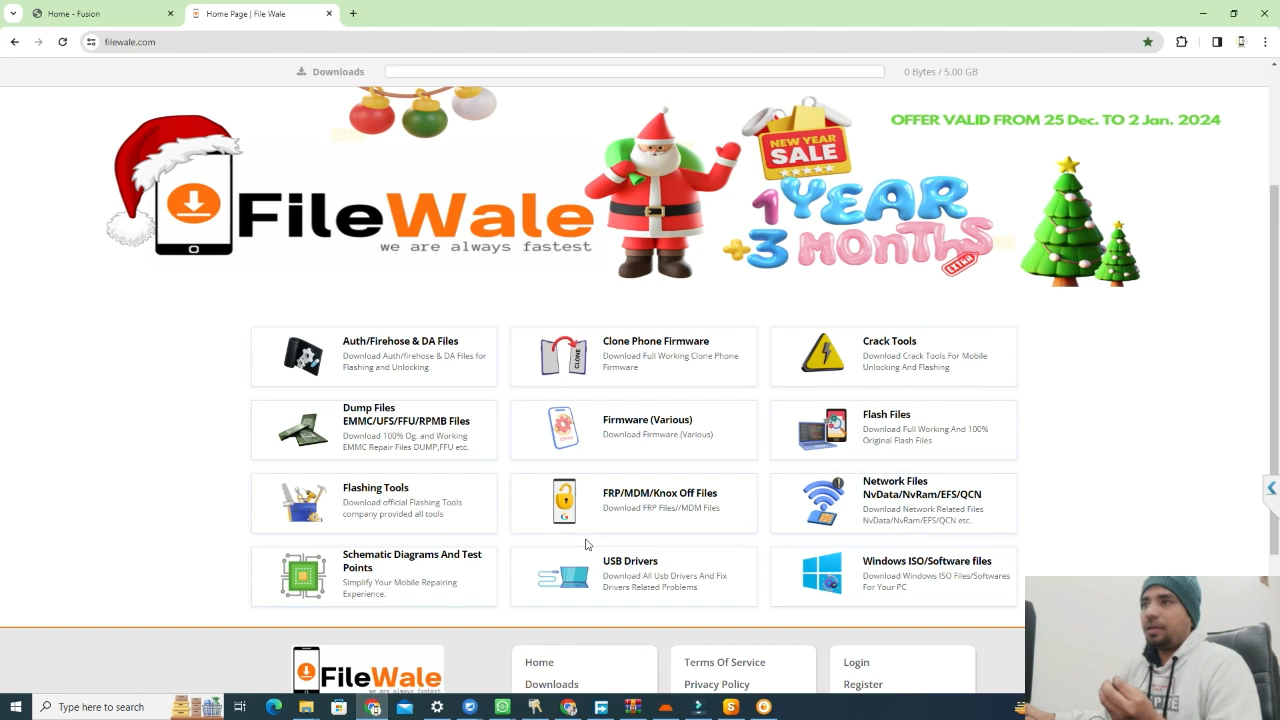 Home - Fusion
Home Page | File Wale
filewale.com
Downloads
0 Bytes / 5.00 GB
OFFER VALID FROM 25 Dec. TO 2 Jan. 2024
NEW YEAR
SALE
FileWale
we are always fastest
1 YEAR
+3 MONTHS
Auth/Firehose & DA Files
Download Auth/firehose & DA Files for
Flashing and Unlocking
CLONE
Clone Phone Firmware
Download Full Working Clone Phone
Firmware
Crack Tools
Download Crack Tools For Mobile
Unlocking And Flashing
Dump Files
EMMC/UFS/FFU/RPMB Files
Download 100% Og. and Working
EMMC Repair Files DUMP,FFU etc.
Firmware (Various)
Download Firmware (Various)
Flash Files
Download Full Working And 100%
Original Flash Files
Flashing Tools
Download official Flashing Tools
company provided all tools
FRP/MDM/Knox Off Files
Download FRP Files//MDM Files
Network Files
NvData/NvRam/EFS/QCN
Download Network Related Files
NvData/NvRam/EFS/QCN etc.
Schematic Diagrams And Test
Points
Simplify Your Mobile Repairing
Experience.
USB Drivers
Download All Usb Drivers And Fix
Drivers Related Problems
Windows ISO/Software files
Download Windows ISO Files/Softwares
For Your PC
FileWale
we are always fastest
Home
Downloads
Terms Of Service
Privacy Policy
Login
Register
Type here to search